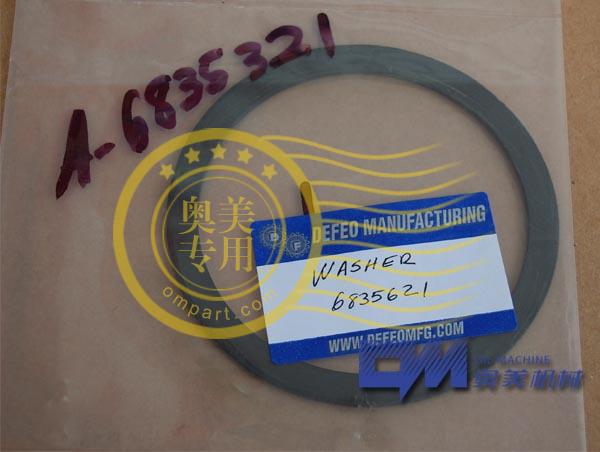 A-6835321
奥美
专用
ompart.com
D F
DEFEO MANUFACTURING
WASHER
6835621
WWW.DEFEOMFG.COM
OM
MACHINE
奥美机械